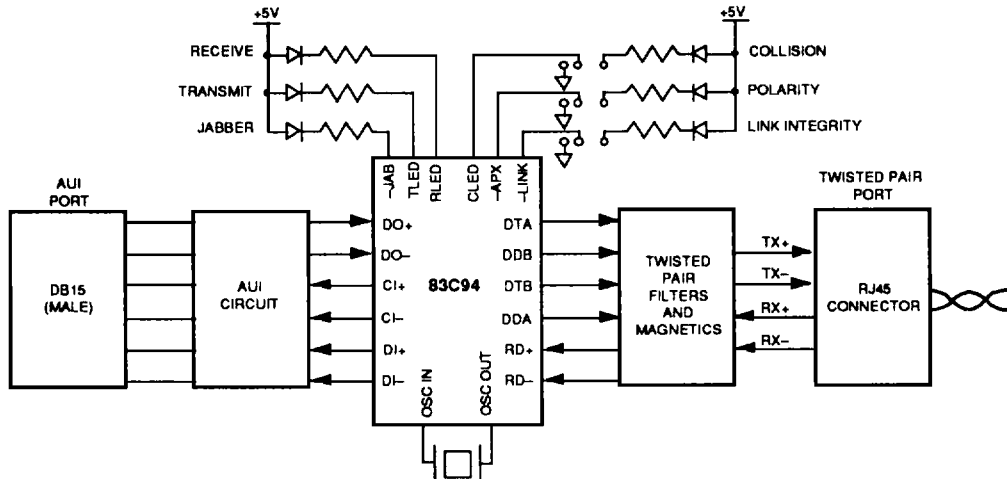 +5V
+5V
RECEIVE
COLLISION
TRANSMIT
POLARITY
JABBER
LINK INTEGRITY
–JAB
TLED
RLED
CLED
–APX
–LINK
AUI
PORT
TWISTED PAIR
PORT
DB15
(MALE)
AUI
CIRCUIT
DO+
DO–
CI+
CI–
DI+
DI–
83C94
OSC IN
OSC OUT
DTA
DDB
DTB
DDA
RD+
RD–
TWISTED
PAIR
FILTERS
AND
MAGNETICS
TX+
TX–
RX+
RX–
RJ45
CONNECTOR